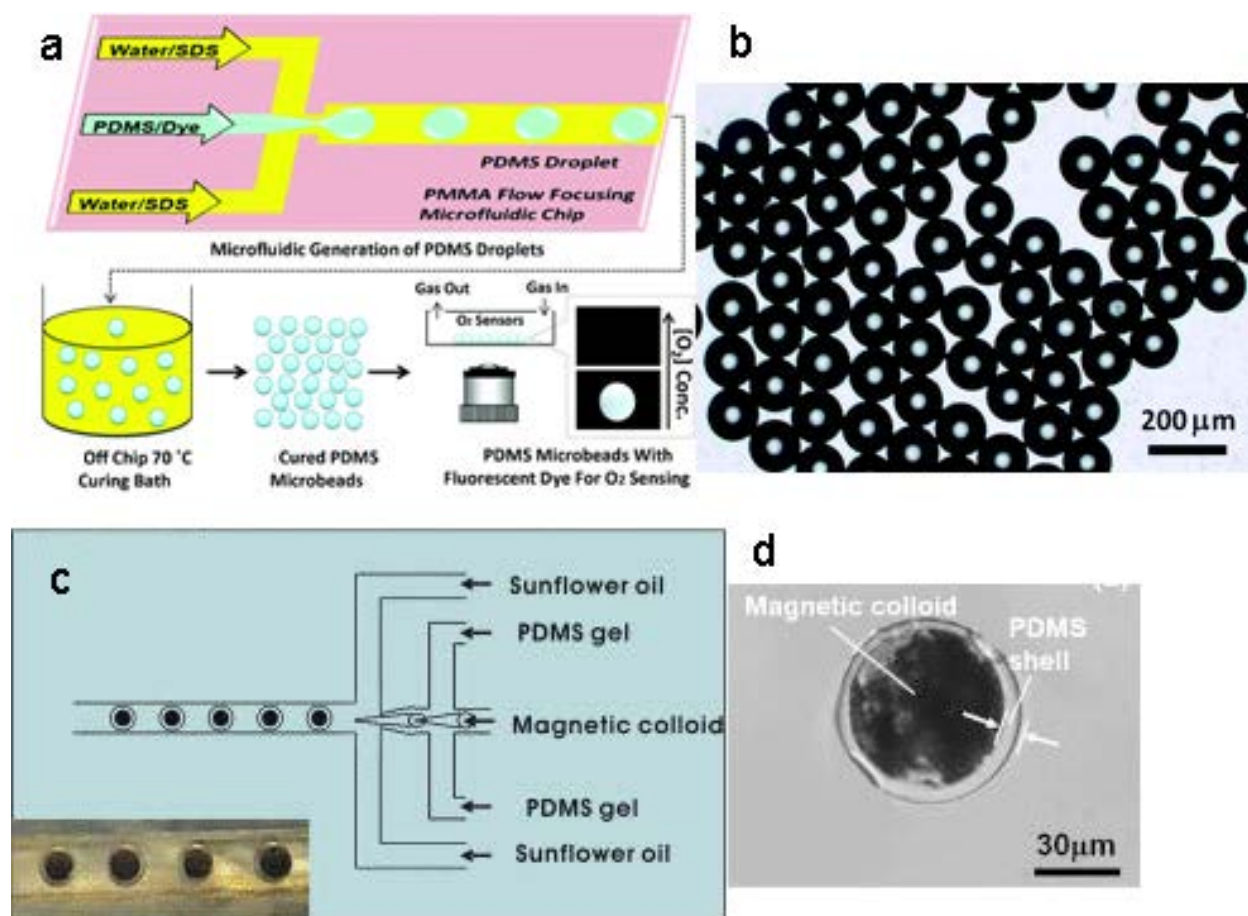 a
Water/SDS
PDMS/Dye
Water/SDS
PDMS Droplet
PMMA Flow Focusing
Microfluidic Chip
Microfluidic Generation of PDMS Droplets
Gas Out
Gas In
O₂ Sensors
[O₂] Conc.
Off Chip 70 °C
Curing Bath
Cured PDMS
Microbeads
PDMS Microbeads With
Fluorescent Dye For O₂ Sensing
b
200 μm
c
Sunflower oil
PDMS gel
Magnetic colloid
PDMS gel
Sunflower oil
d
Magnetic colloid
PDMS
shell
30μm